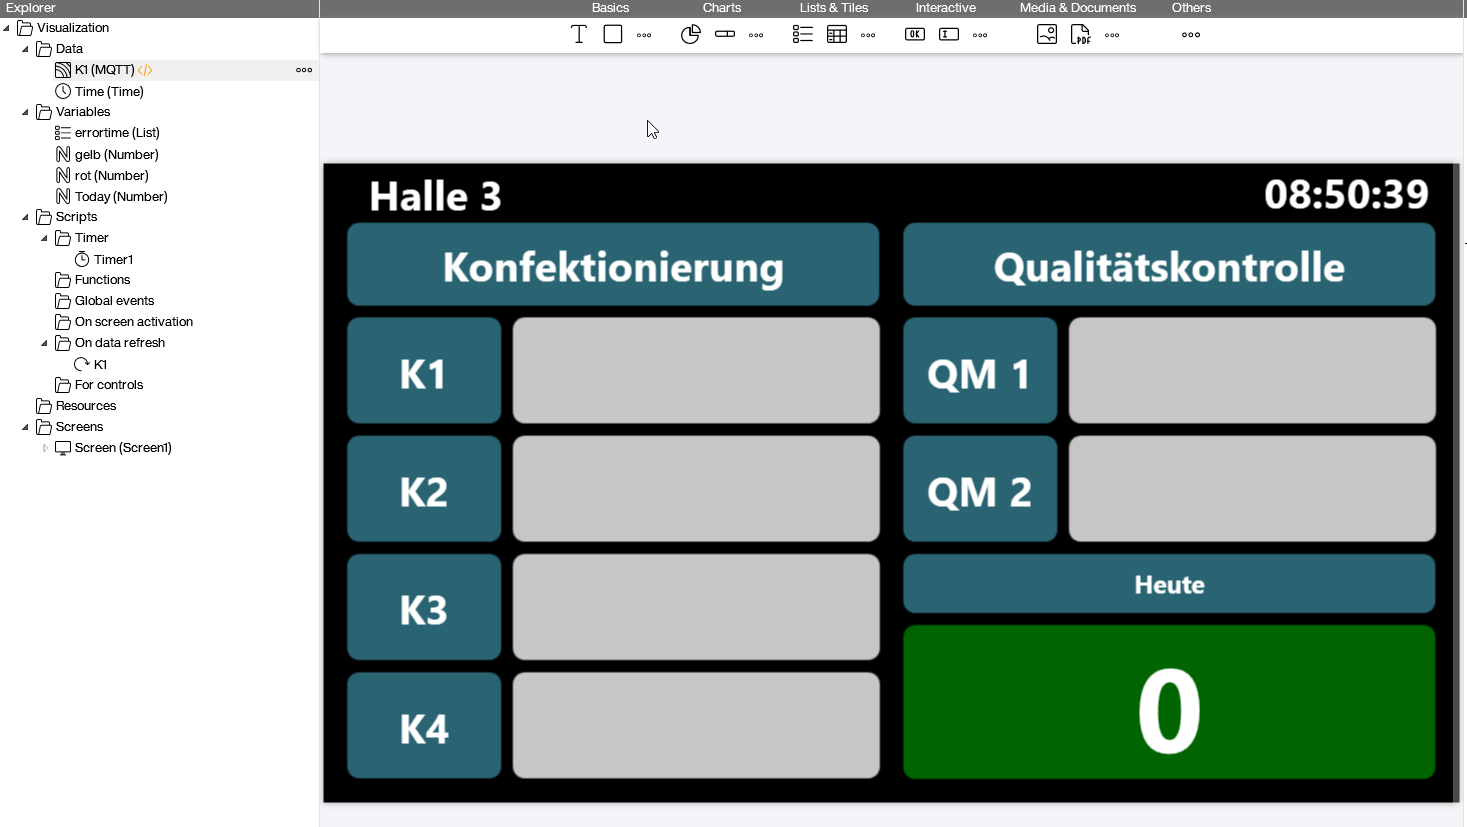 Explorer
Basics
Charts
Lists & Tiles
Interactive
Media & Documents
Others
OK
I
PDF
Visualization
Data
K1 (MQTT) </>
Time (Time)
Variables
errortime (List)
gelb (Number)
rot (Number)
Today (Number)
Scripts
Timer
Timer1
Functions
Global events
On screen activation
On data refresh
K1
For controls
Resources
Screens
Screen (Screen1)
Halle 3
08:50:39
Konfektionierung
Qualitätskontrolle
K1
QM 1
K2
QM 2
K3
Heute
K4
0